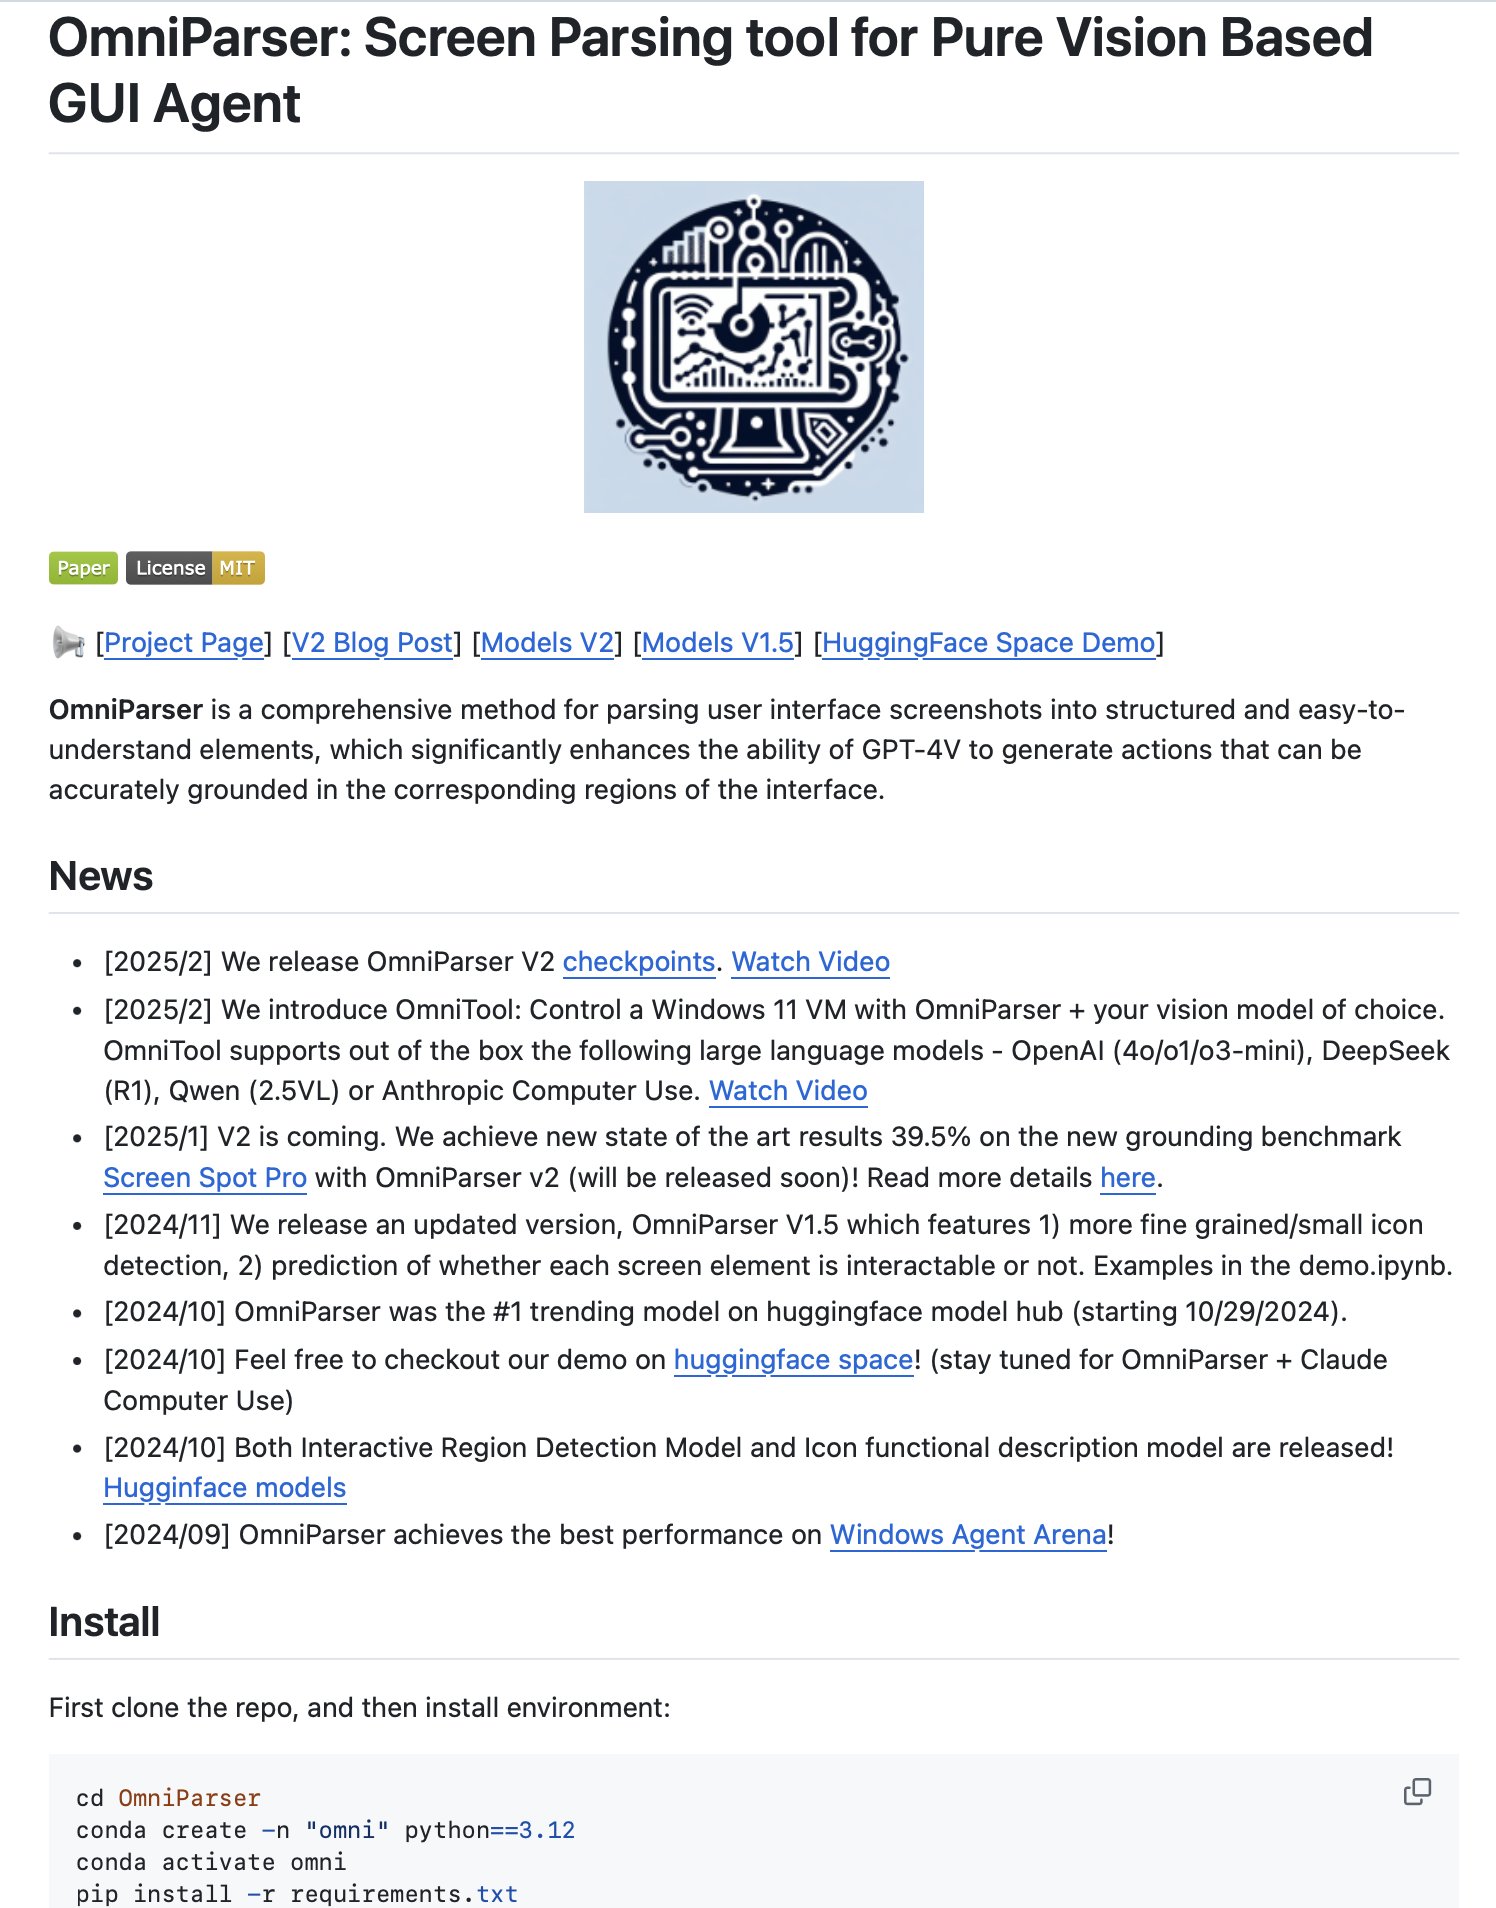 OmniParser: Screen Parsing tool for Pure Vision Based
GUI Agent
Paper License MIT
[Project Page] [V2 Blog Post] [Models V2] [Models V1.5] [HuggingFace Space Demo]
OmniParser is a comprehensive method for parsing user interface screenshots into structured and easy-to-
understand elements, which significantly enhances the ability of GPT-4V to generate actions that can be
accurately grounded in the corresponding regions of the interface.
News
• [2025/2] We release OmniParser V2 checkpoints. Watch Video
• [2025/2] We introduce OmniTool: Control a Windows 11 VM with OmniParser + your vision model of choice.
OmniTool supports out of the box the following large language models - OpenAI (4o/o1/o3-mini), DeepSeek
(R1), Qwen (2.5VL) or Anthropic Computer Use. Watch Video
• [2025/1] V2 is coming. We achieve new state of the art results 39.5% on the new grounding benchmark
Screen Spot Pro with OmniParser v2 (will be released soon)! Read more details here.
• [2024/11] We release an updated version, OmniParser V1.5 which features 1) more fine grained/small icon
detection, 2) prediction of whether each screen element is interactable or not. Examples in the demo.ipynb.
• [2024/10] OmniParser was the #1 trending model on huggingface model hub (starting 10/29/2024).
• [2024/10] Feel free to checkout our demo on huggingface space! (stay tuned for OmniParser + Claude
Computer Use)
• [2024/10] Both Interactive Region Detection Model and Icon functional description model are released!
Hugginface models
• [2024/09] OmniParser achieves the best performance on Windows Agent Arena!
Install
First clone the repo, and then install environment:
cd OmniParser
conda create -n "omni" python==3.12
conda activate omni
pip install -r requirements.txt